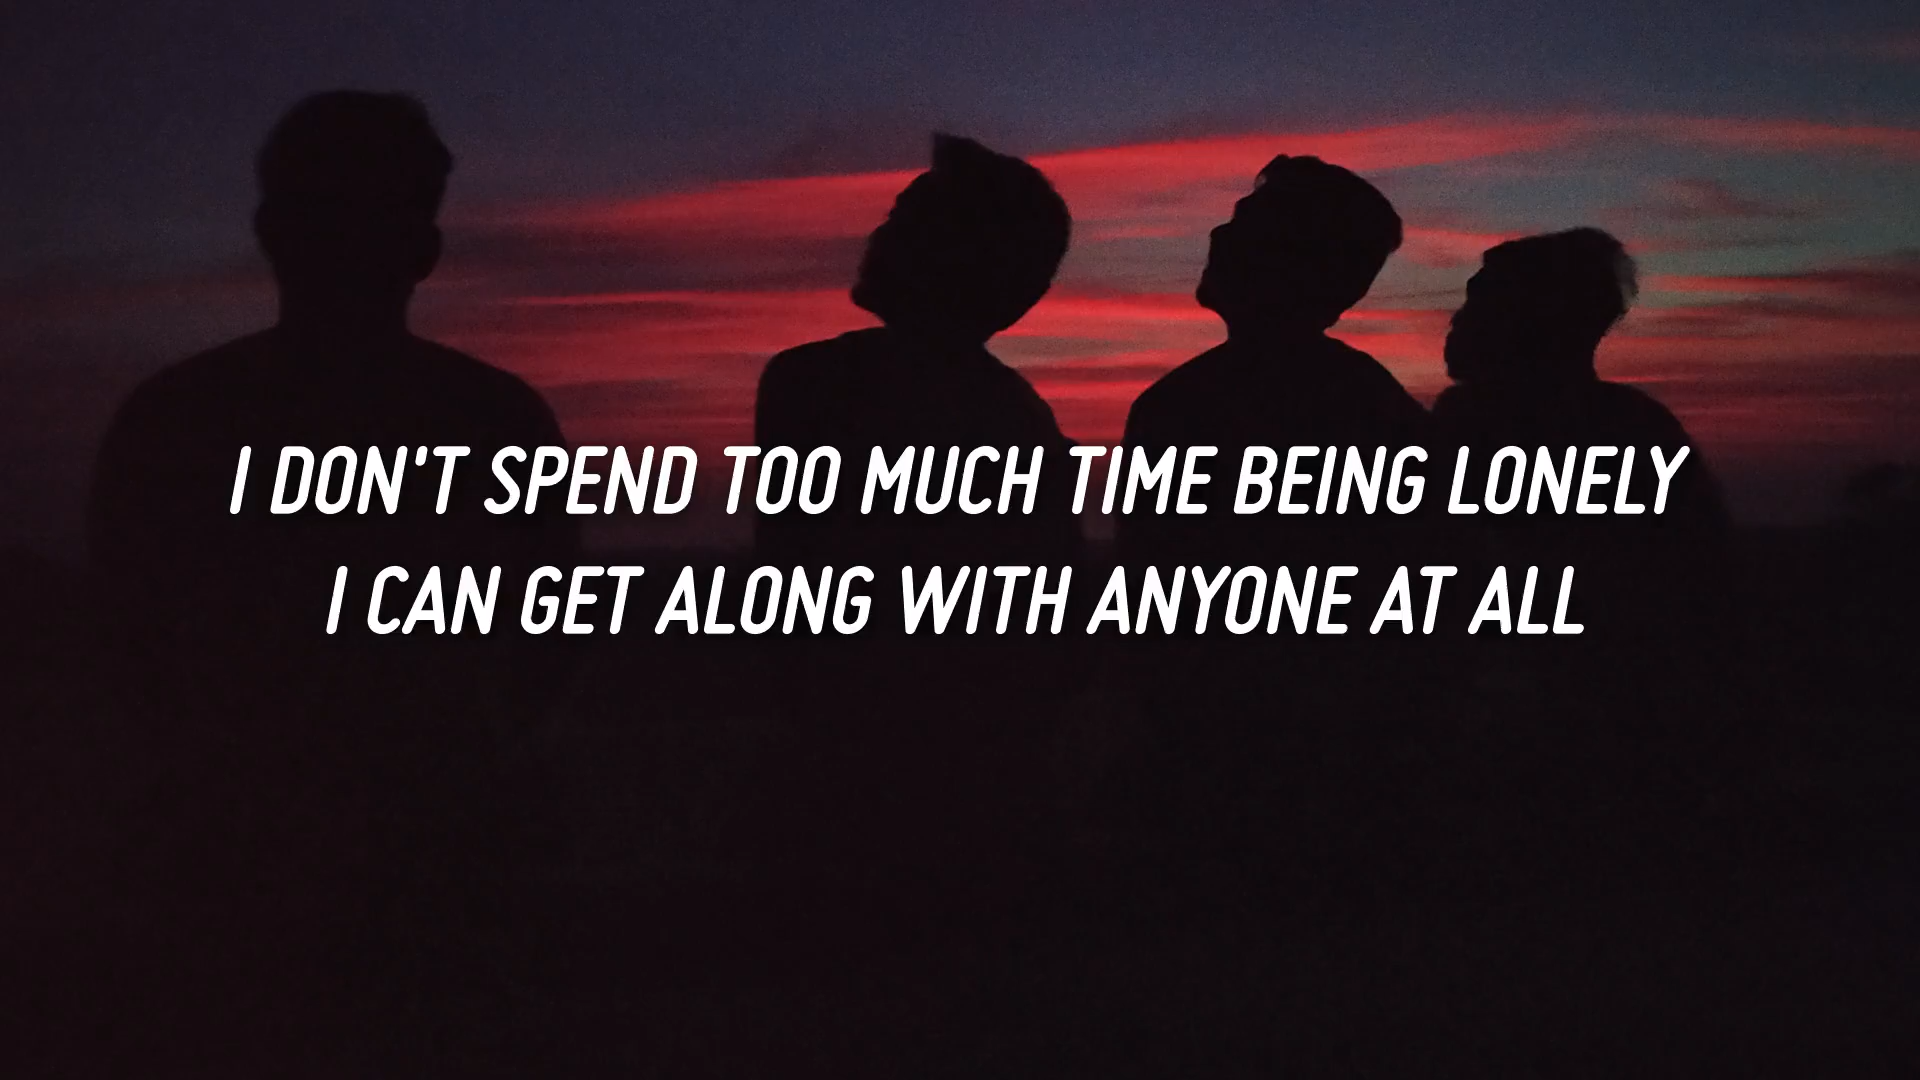 I DON'T SPEND TOO MUCH TIME BEING LONELY
I CAN GET ALONG WITH ANYONE AT ALL